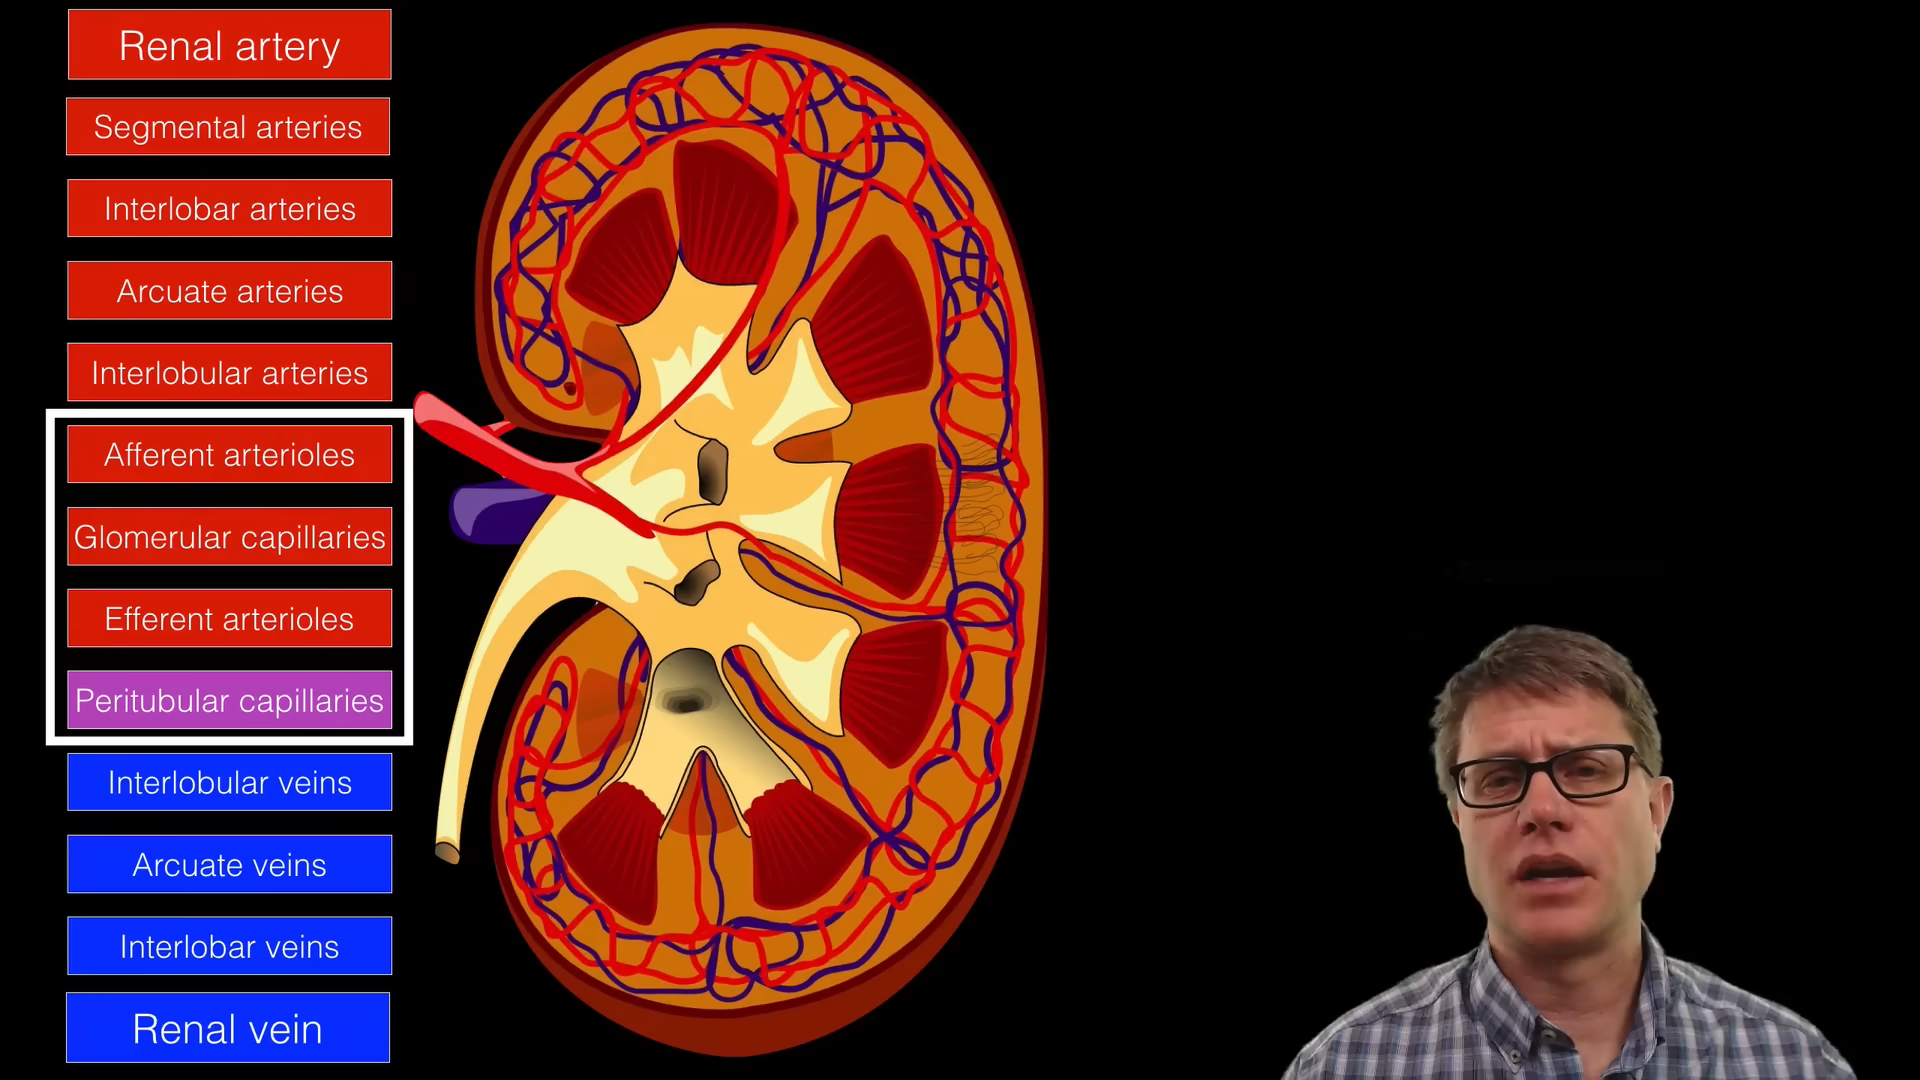 Renal artery
Segmental arteries
Interlobar arteries
Arcuate arteries
Interlobular arteries
Afferent arterioles
Glomerular capillaries
Efferent arterioles
Peritubular capillaries
Interlobular veins
Arcuate veins
Interlobar veins
Renal vein